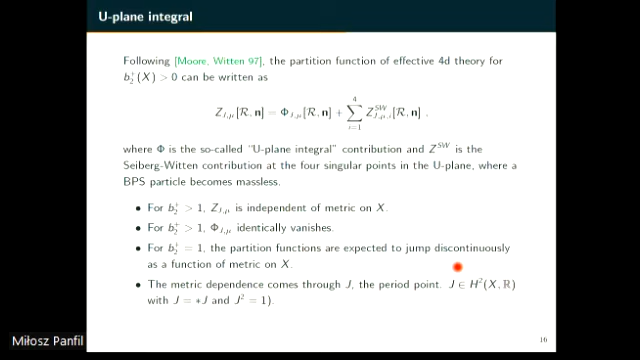 U-plane integral
Following [Moore, Witten 97], the partition function of effective 4d theory for
b₂⁺(X) > 0 can be written as
Z_{J,μ}[R, n] = Φ_{J,μ}[R, n] + ∑_{i=1}^{4} Z^{SW}_{J,μ,i}[R, n] .
where Φ is the so-called "U-plane integral" contribution and Z^{SW} is the
Seiberg-Witten contribution at the four singular points in the U-plane, where a
BPS particle becomes massless.
• For b₂⁺ > 1, Z_{J,μ} is independent of metric on X.
• For b₂⁺ > 1, Φ_{J,μ} identically vanishes.
• For b₂⁺ = 1, the partition functions are expected to jump discontinuously
as a function of metric on X.
• The metric dependence comes through J, the period point. J ∈ H²(X, ℝ)
with J = ∗J and J² = 1).
Miłosz Panfil
16